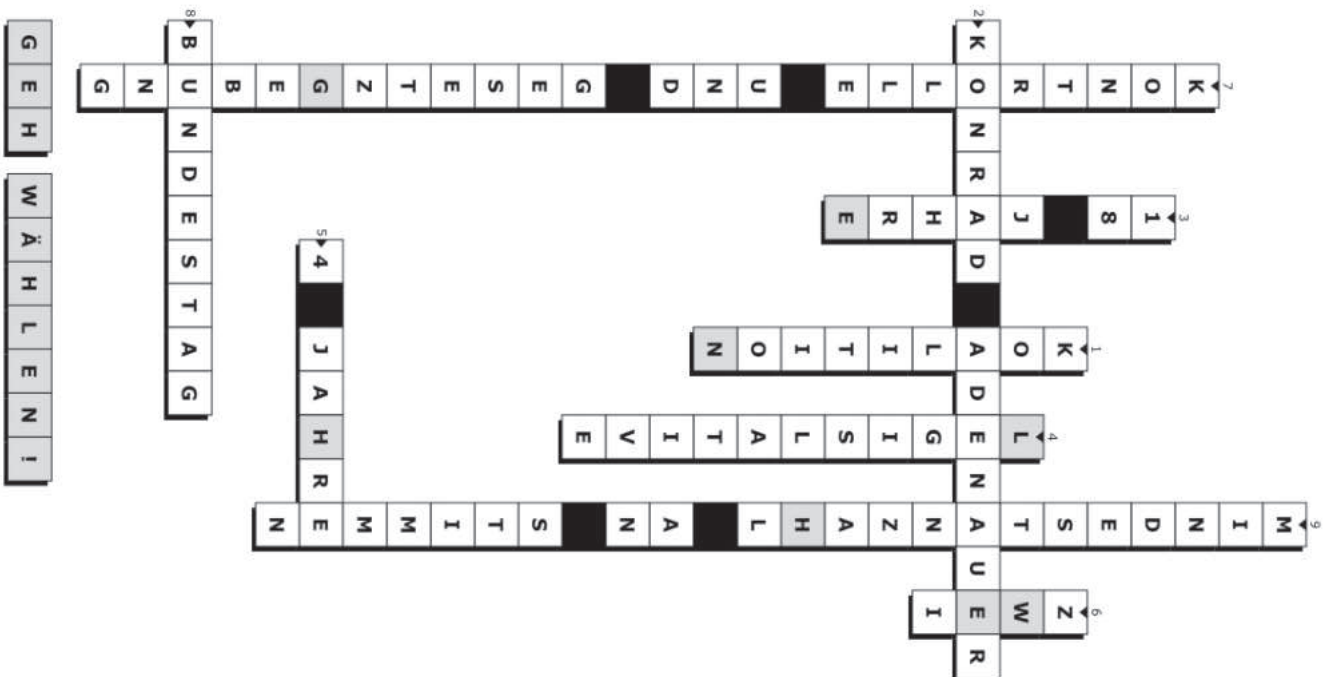 9 MINDESTANZAHL AN STIMMEN
7 KONTROLLE UND GESETZGEBUNG
3 18 JAHRE
1 KOALITION
6 ZWEI
4 LEGISLATIVE
2 KONRAD ADENAUER
5 4 JAHRE
8 BUNDESTAG
GEH WÄHLEN!